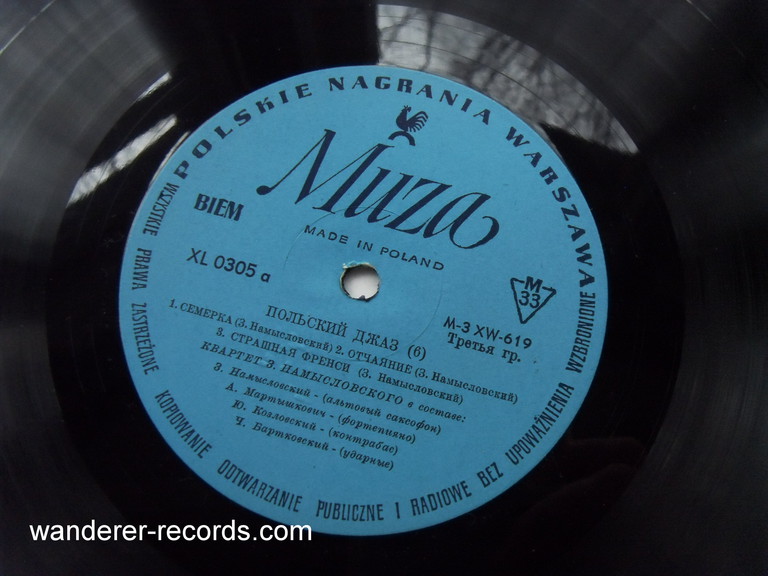 POLSKIE NAGRANIA WARSZAWA
Muza
MADE IN POLAND
BIEM
XL 0305 a
M
33
M-3 XW-619
Третья гр.
ПОЛЬСКИЙ ДЖАЗ (6)
1. СЕМЕРКА (З. Намысловский) 2. ОТЧАЯНИЕ (З. Намысловский)
3. СТРАШНАЯ ФРЕНСИ (З. Намысловский)
КВАРТЕТ З. НАМЫСЛОВСКОГО в составе:
З. Намысловский - (альтовый саксофон)
А. Мартышкович - (фортепияно)
Ю. Козловский - (контрабас)
Ч. Бартковский - (ударные)
WSZYSTKIE PRAWA ZASTRZEŻONE KOPIOWANIE ODTWARZANIE PUBLICZNE I RADIOWE BEZ UPOWAŻNIENIA WZBRONIONE
wanderer-records.com